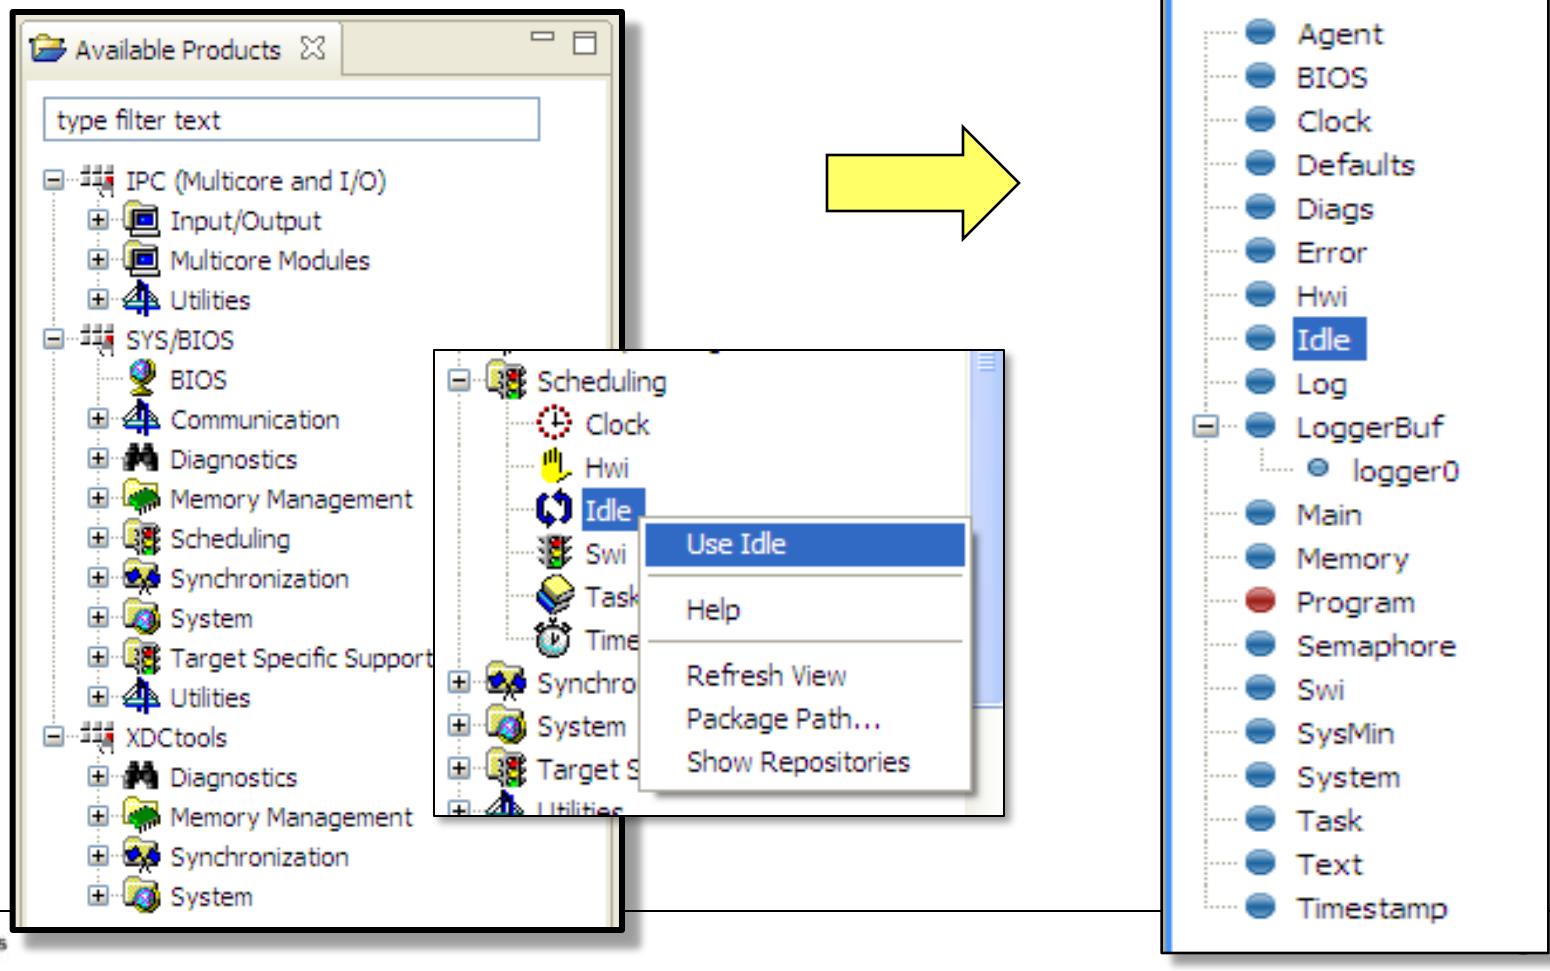 Available Products
type filter text
IPC (Multicore and I/O)
Input/Output
Multicore Modules
Utilities
SYS/BIOS
BIOS
Communication
Diagnostics
Memory Management
Scheduling
Synchronization
System
Target Specific Support
Utilities
XDCtools
Diagnostics
Memory Management
Synchronization
System
Scheduling
Clock
Hwi
Idle
Swi
Task
Time
Synchro
System
Target S
Utilities
Use Idle
Help
Refresh View
Package Path...
Show Repositories
Agent
BIOS
Clock
Defaults
Diags
Error
Hwi
Idle
Log
LoggerBuf
logger0
Main
Memory
Program
Semaphore
Swi
SysMin
System
Task
Text
Timestamp